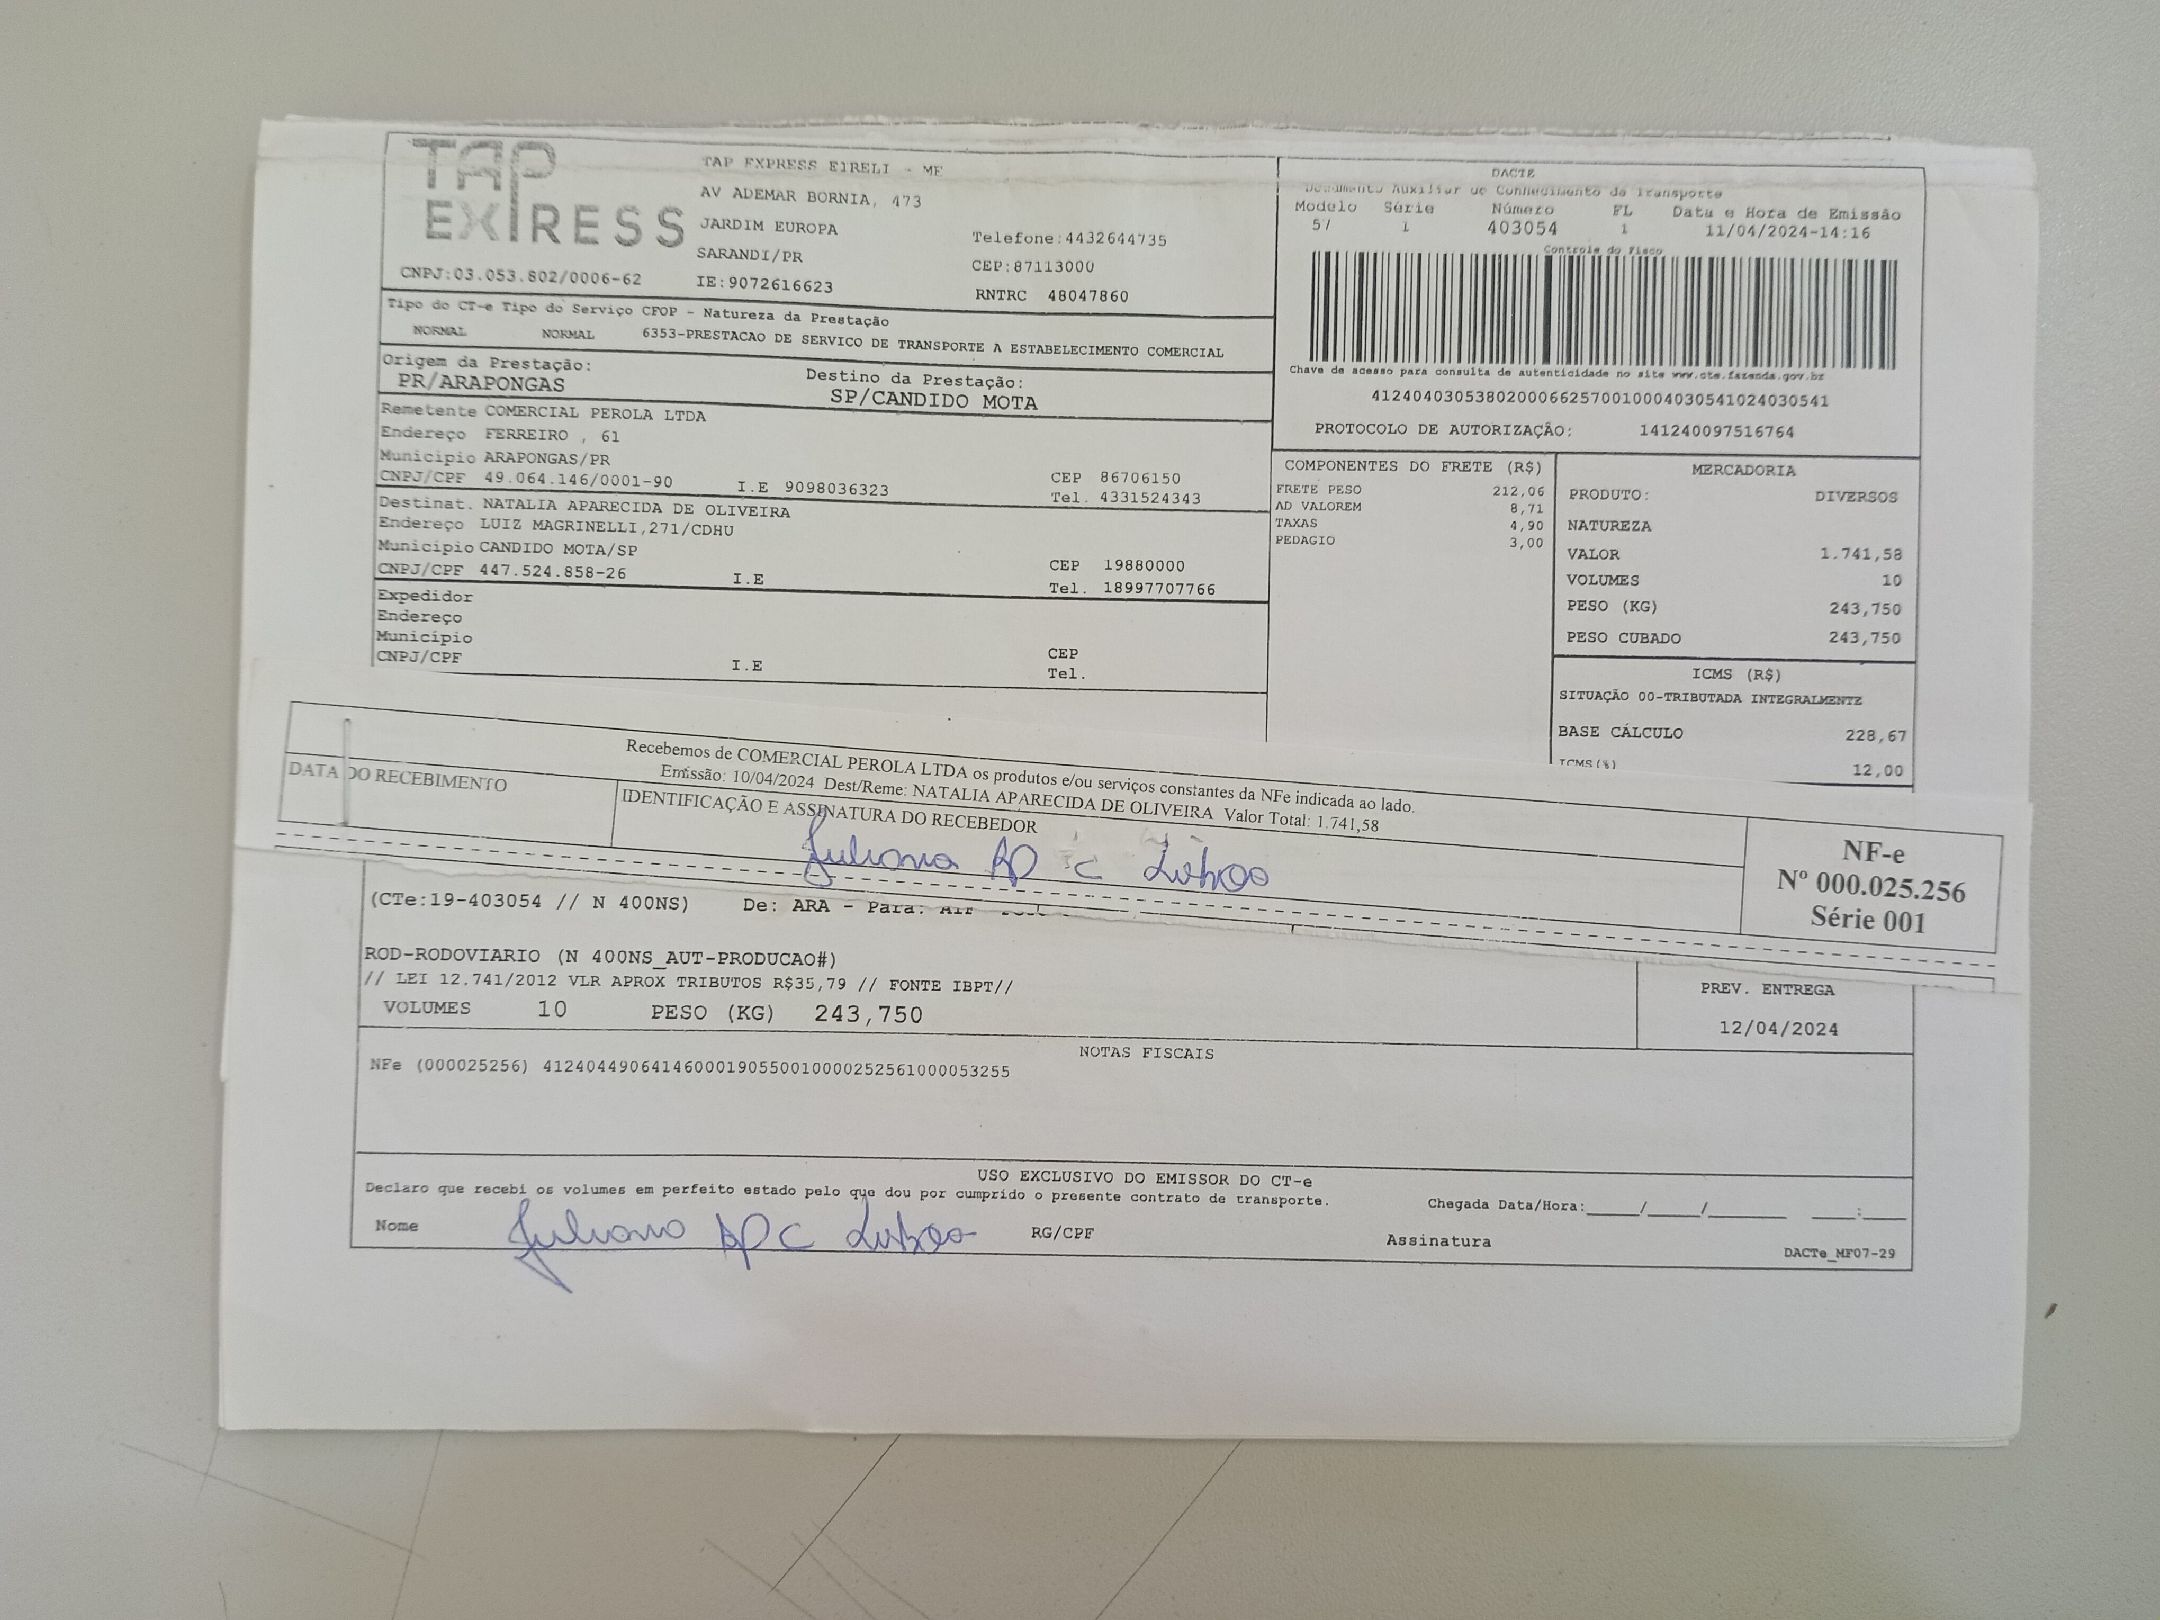 TAP
EXPRESS
CNPJ:03.053.802/0006-62
TAP EXPRESS EIRELI - ME
AV ADEMAR BORNIA, 473
JARDIM EUROPA
SARANDI/PR
IE:9072616623
Telefone:4432644735
CEP:87113000
RNTRC 48047860
DACTE
Documento Auxiliar do Conhecimento de Transporte
Modelo Série Número FL Data e Hora de Emissão
57 1 403054 1 11/04/2024-14:16
Controle do Fisco
Chave de acesso para consulta de autenticidade no site www.cte.fazenda.gov.br
41240403053802000662570010004030541024030541
PROTOCOLO DE AUTORIZAÇÃO: 141240097516764
Tipo do CT-e Tipo do Serviço CFOP - Natureza da Prestação
NORMAL NORMAL 6353-PRESTACAO DE SERVICO DE TRANSPORTE A ESTABELECIMENTO COMERCIAL
Origem da Prestação: Destino da Prestação:
PR/ARAPONGAS SP/CANDIDO MOTA
Remetente COMERCIAL PEROLA LTDA
Endereço FERREIRO , 61
Município ARAPONGAS/PR CEP 86706150
CNPJ/CPF 49.064.146/0001-90 I.E 9098036323 Tel. 4331524343
Destinat. NATALIA APARECIDA DE OLIVEIRA
Endereço LUIZ MAGRINELLI,271/CDHU
Município CANDIDO MOTA/SP CEP 19880000
CNPJ/CPF 447.524.858-26 I.E Tel. 18997707766
Expedidor
Endereço
Município CEP
CNPJ/CPF I.E Tel.
COMPONENTES DO FRETE (R$)
FRETE PESO 212,06
AD VALOREM 8,71
TAXAS 4,90
PEDAGIO 3,00
MERCADORIA
PRODUTO: DIVERSOS
NATUREZA
VALOR 1.741,58
VOLUMES 10
PESO (KG) 243,750
PESO CUBADO 243,750
ICMS (R$)
SITUAÇÃO 00-TRIBUTADA INTEGRALMENTE
BASE CÁLCULO 228,67
ICMS(%) 12,00
Recebemos de COMERCIAL PEROLA LTDA os produtos e/ou serviços constantes da NFe indicada ao lado.
Emissão: 10/04/2024 Dest/Reme: NATALIA APARECIDA DE OLIVEIRA Valor Total: 1.741,58
DATA DO RECEBIMENTO
IDENTIFICAÇÃO E ASSINATURA DO RECEBEDOR
Juliana AP C Lisboa
NF-e
Nº 000.025.256
Série 001
(CTe:19-403054 // N 400NS) De: ARA - Para:
ROD-RODOVIARIO (N 400NS_AUT-PRODUCAO#)
// LEI 12.741/2012 VLR APROX TRIBUTOS R$35,79 // FONTE IBPT//
VOLUMES 10 PESO (KG) 243,750
PREV. ENTREGA
12/04/2024
NOTAS FISCAIS
NFe (000025256) 41240449064146000190550010000252561000053255
USO EXCLUSIVO DO EMISSOR DO CT-e
Declaro que recebi os volumes em perfeito estado pelo que dou por cumprido o presente contrato de transporte.
Chegada Data/Hora:_____/_____/________ ____:____
Nome Juliana AP C Lisboa RG/CPF Assinatura
DACTe_MF07-29